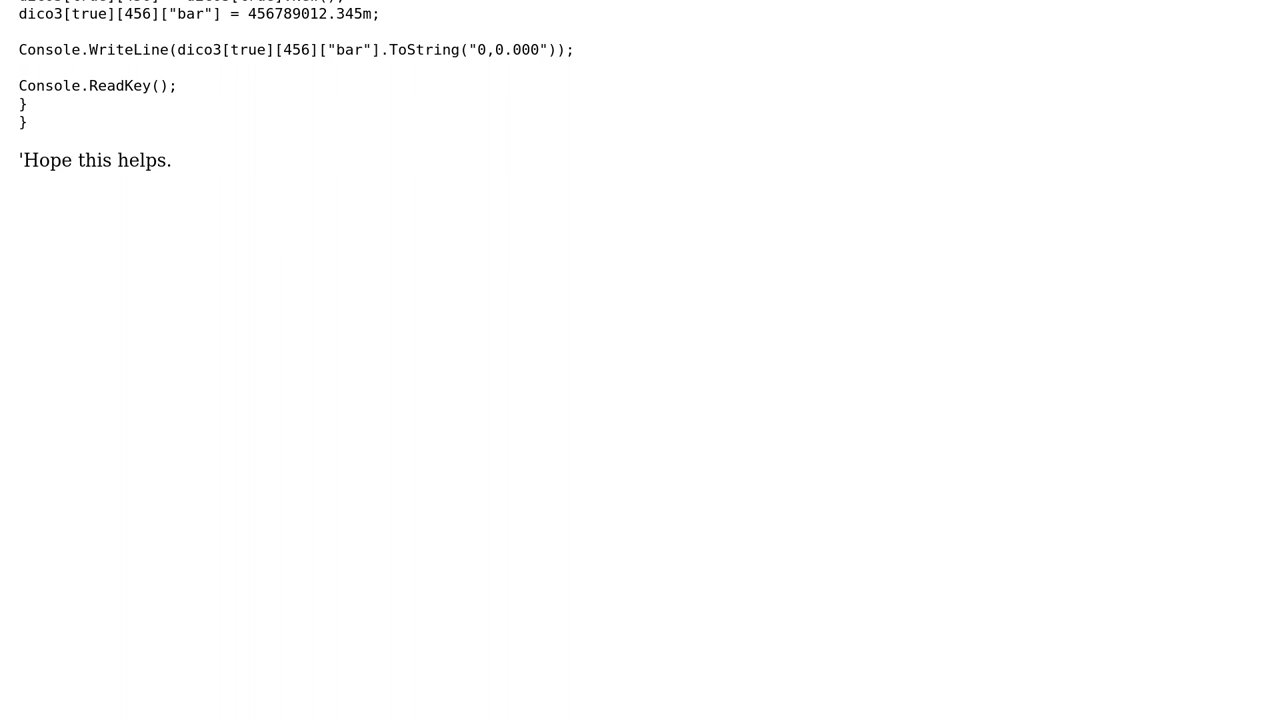 dico3[true][456]["bar"] = 456789012.345m;
Console.WriteLine(dico3[true][456]["bar"].ToString("0,0.000"));
Console.ReadKey();
}
}
'Hope this helps.